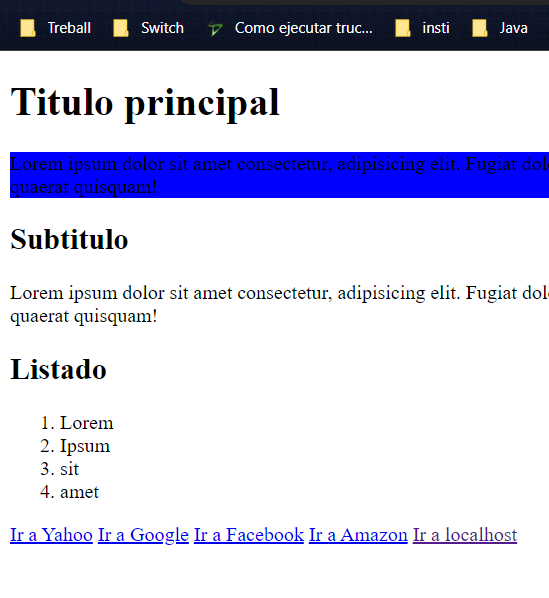 Treball Switch Como ejecutar truc... insti Java
Titulo principal
Lorem ipsum dolor sit amet consectetur, adipisicing elit. Fugiat
quaerat quisquam!
Subtitulo
Lorem ipsum dolor sit amet consectetur, adipisicing elit. Fugiat
quaerat quisquam!
Listado
1. Lorem
2. Ipsum
3. sit
4. amet
Ir a Yahoo Ir a Google Ir a Facebook Ir a Amazon Ir a localhost